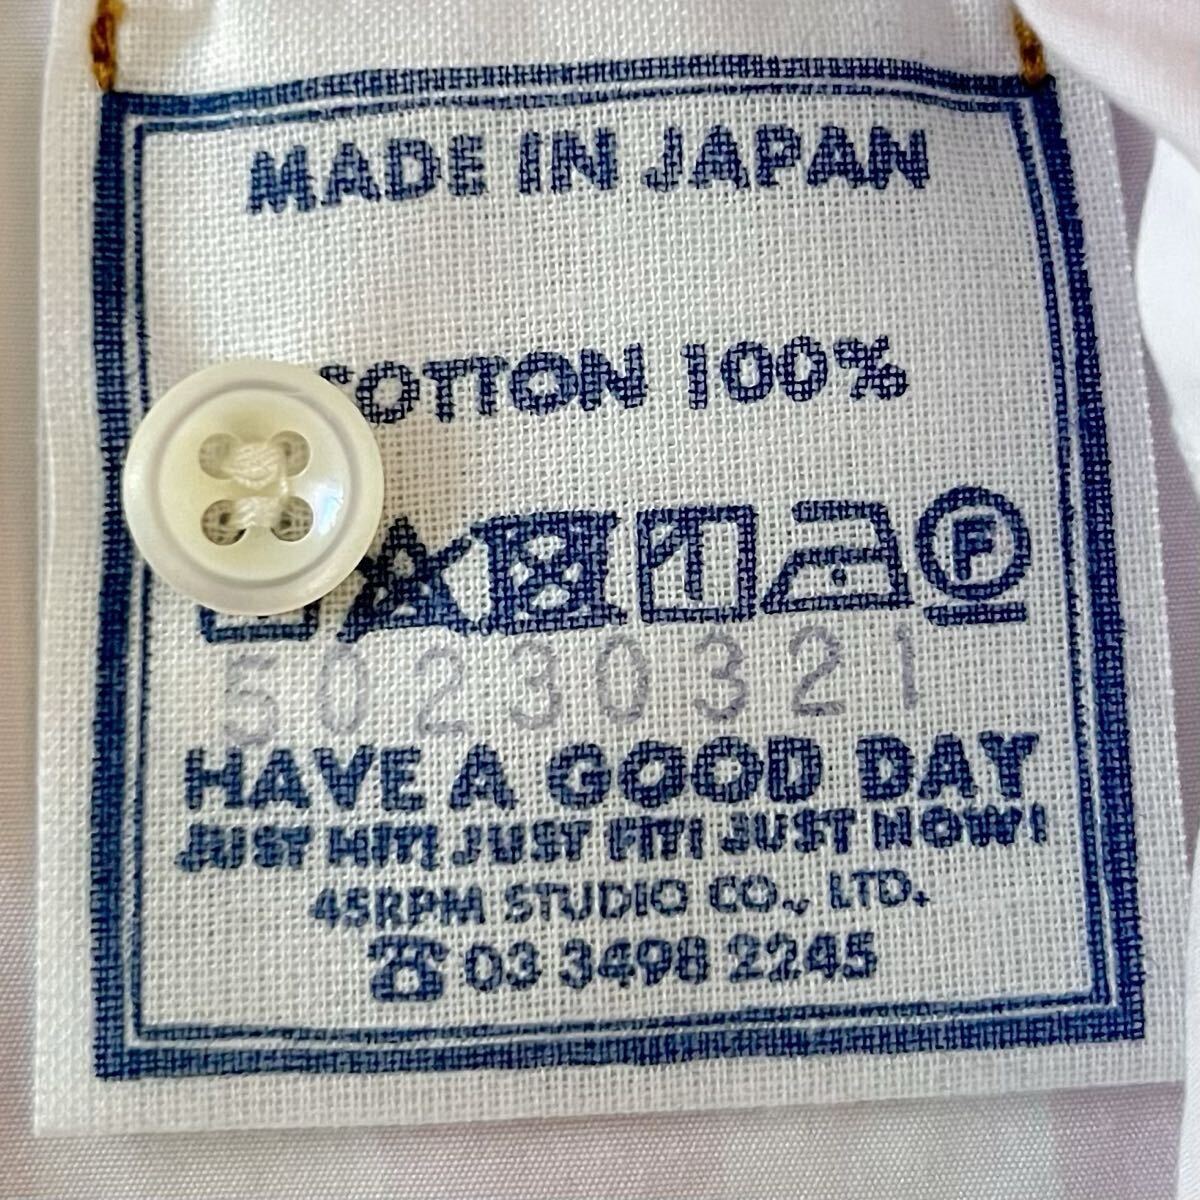 MADE IN JAPAN
COTTON 100%
F
50230321
HAVE A GOOD DAY
JUST HIT! JUST FIT! JUST NOW!
45RPM STUDIO CO., LTD.
☎ 03 3498 2245